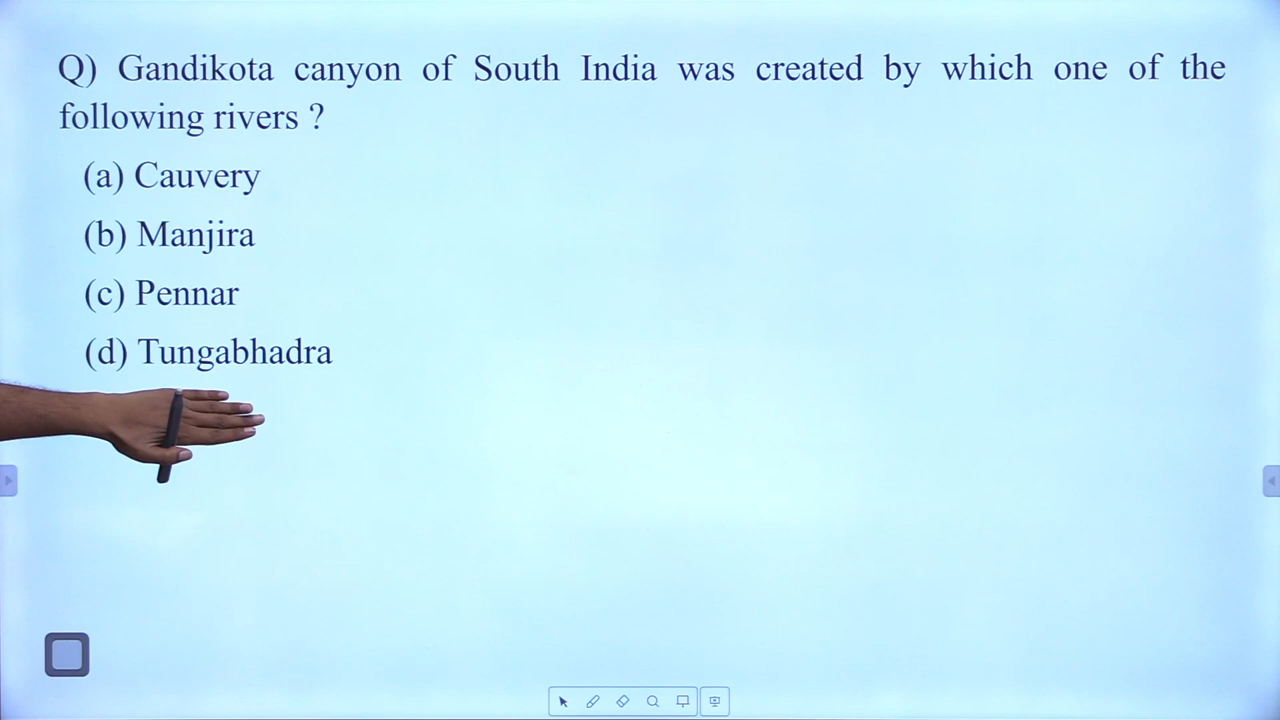 Q) Gandikota canyon of South India was created by which one of the
following rivers ?
(a) Cauvery
(b) Manjira
(c) Pennar
(d) Tungabhadra